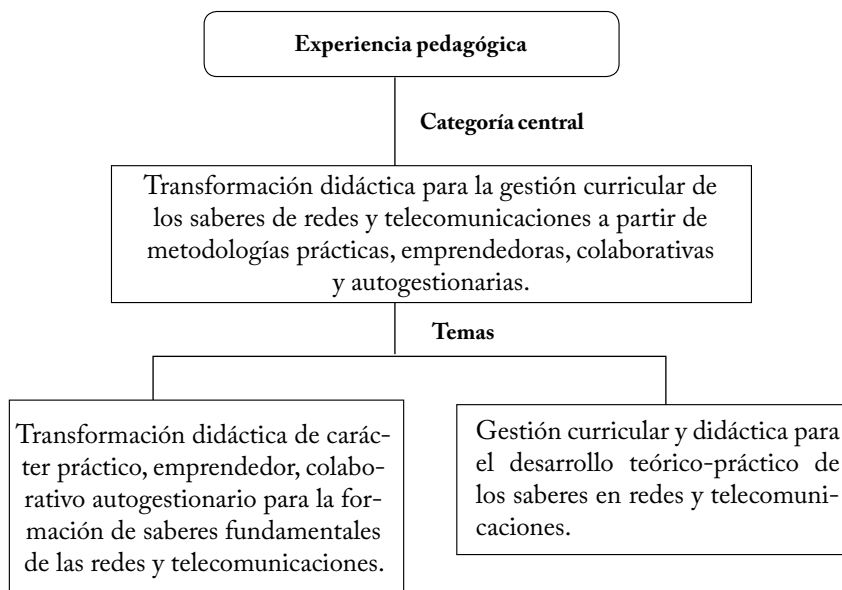 Experiencia pedagógica
Categoría central
Transformación didáctica para la gestión curricular de
los saberes de redes y telecomunicaciones a partir de
metodologías prácticas, emprendedoras, colaborativas
y autogestionarias.
Temas
Transformación didáctica de carác-
ter práctico, emprendedor, colabo-
rativo autogestionario para la for-
mación de saberes fundamentales
de las redes y telecomunicaciones.
Gestión curricular y didáctica para
el desarrollo teórico-práctico de
los saberes en redes y telecomuni-
caciones.